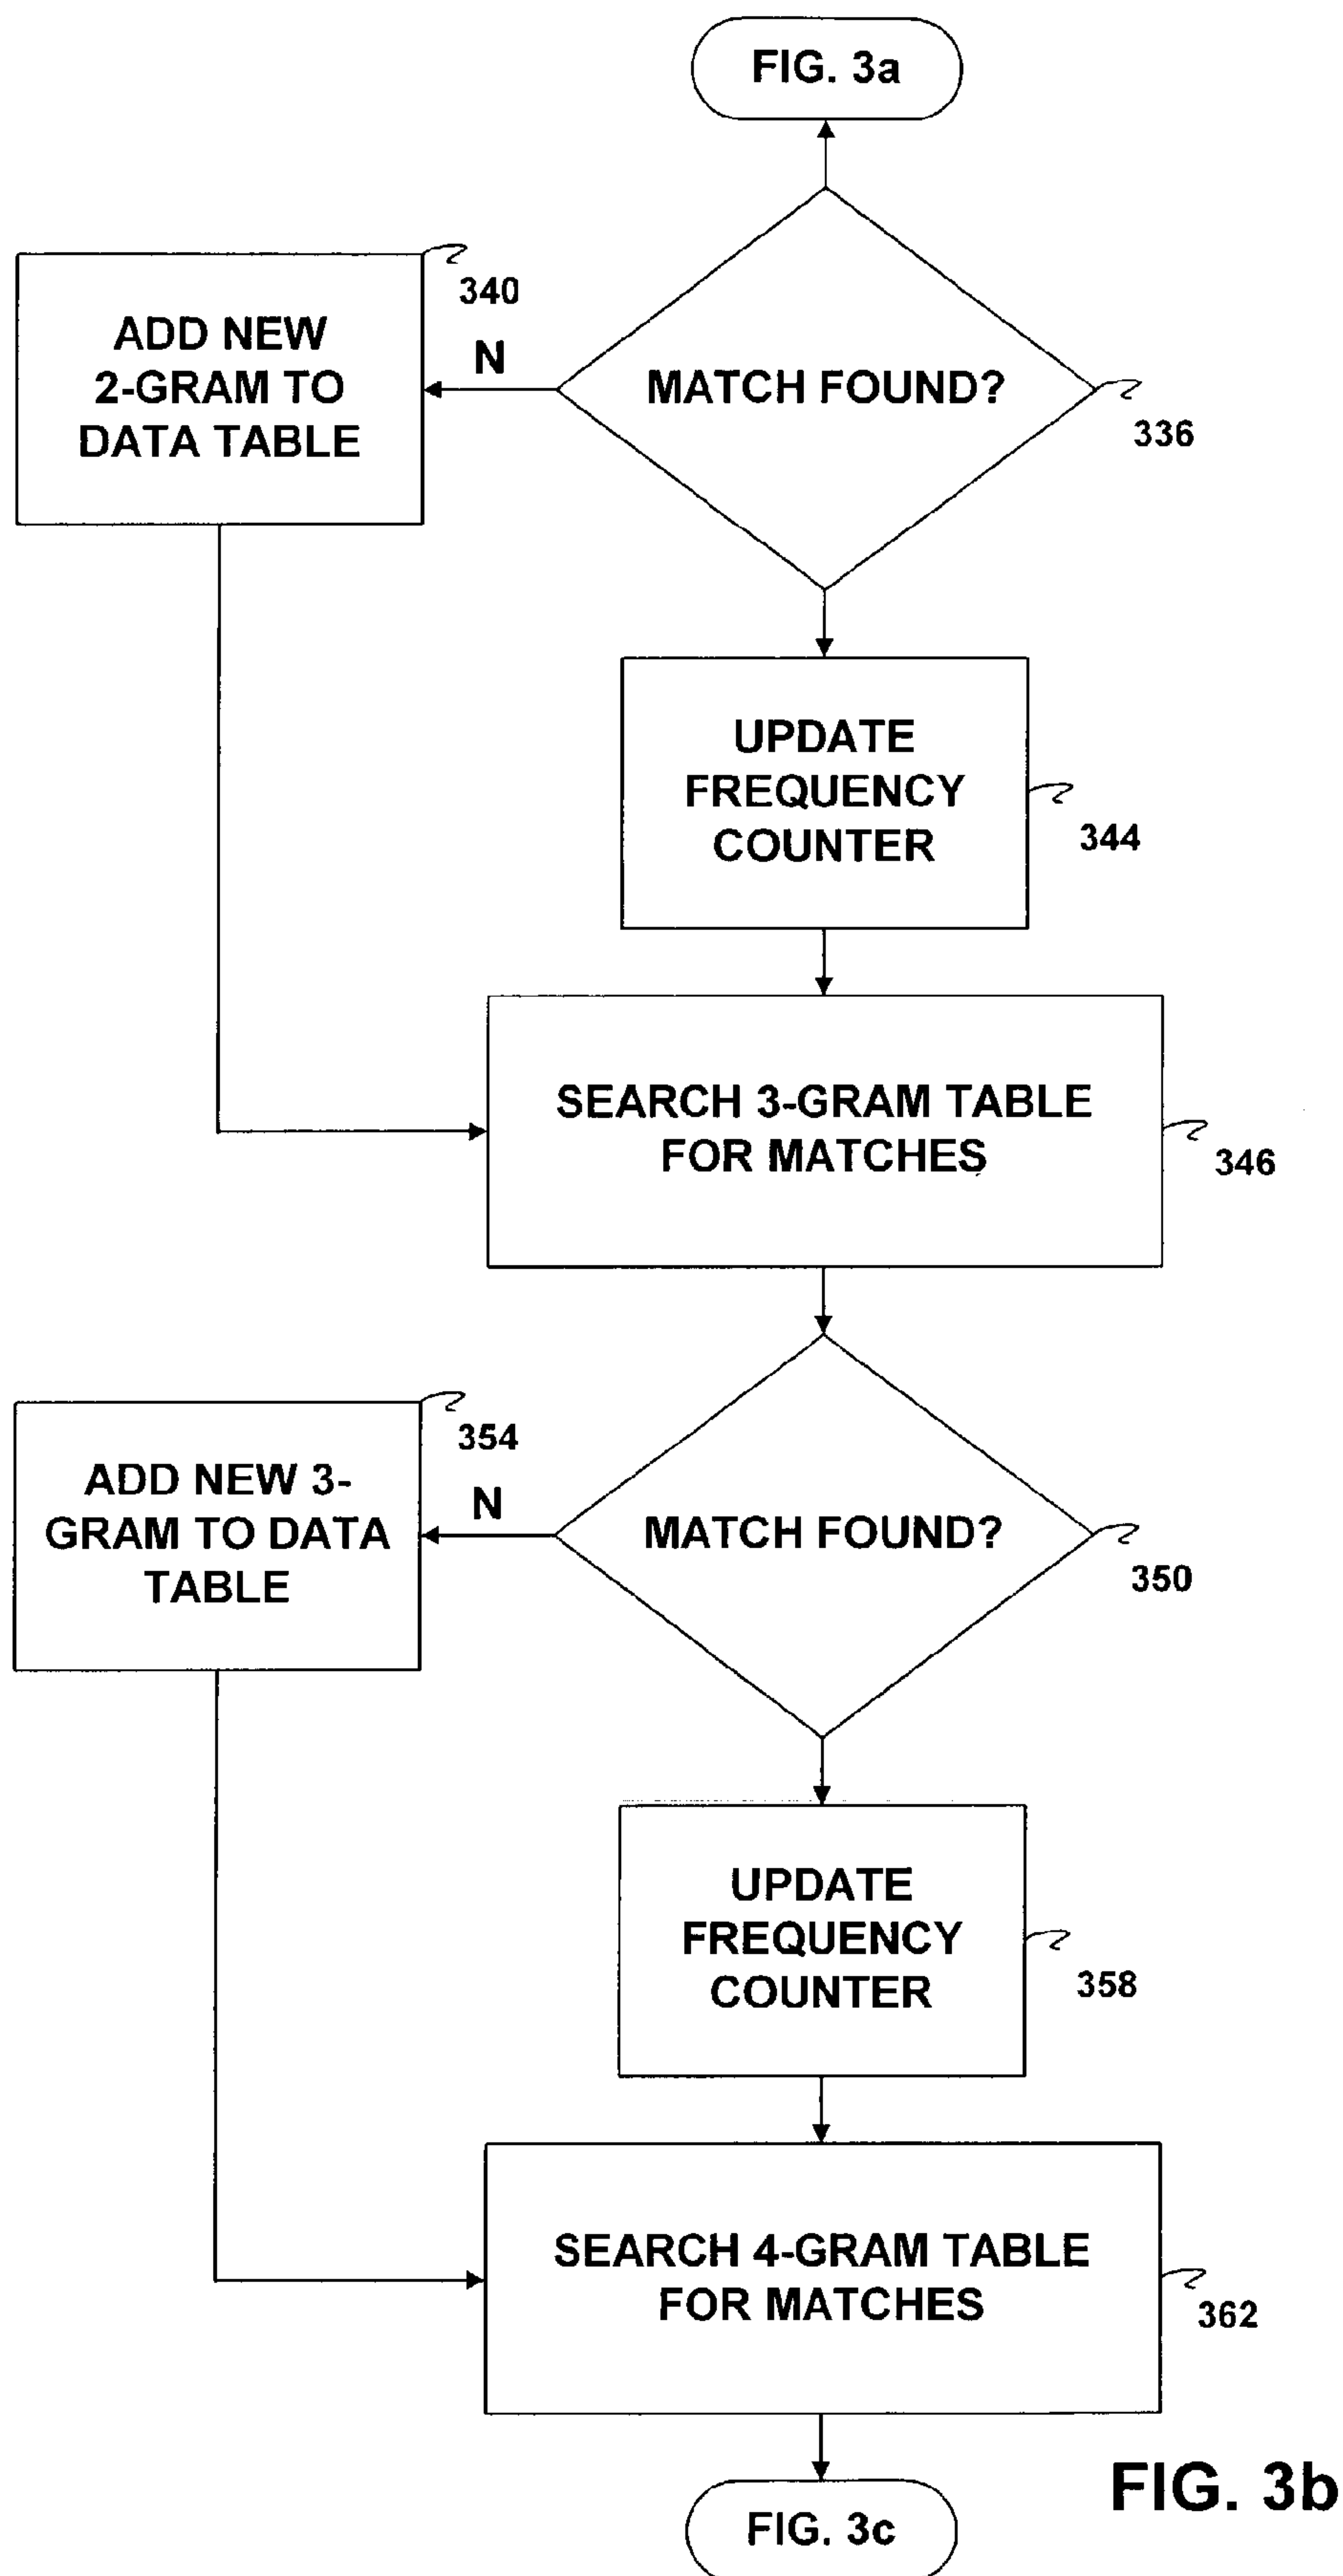 FIG. 3a
340
ADD NEW
2-GRAM TO
DATA TABLE
N
MATCH FOUND?
336
UPDATE
FREQUENCY
COUNTER
344
SEARCH 3-GRAM TABLE
FOR MATCHES
346
354
ADD NEW 3-
GRAM TO DATA
TABLE
N
MATCH FOUND?
350
UPDATE
FREQUENCY
COUNTER
358
SEARCH 4-GRAM TABLE
FOR MATCHES
362
FIG. 3b
FIG. 3c